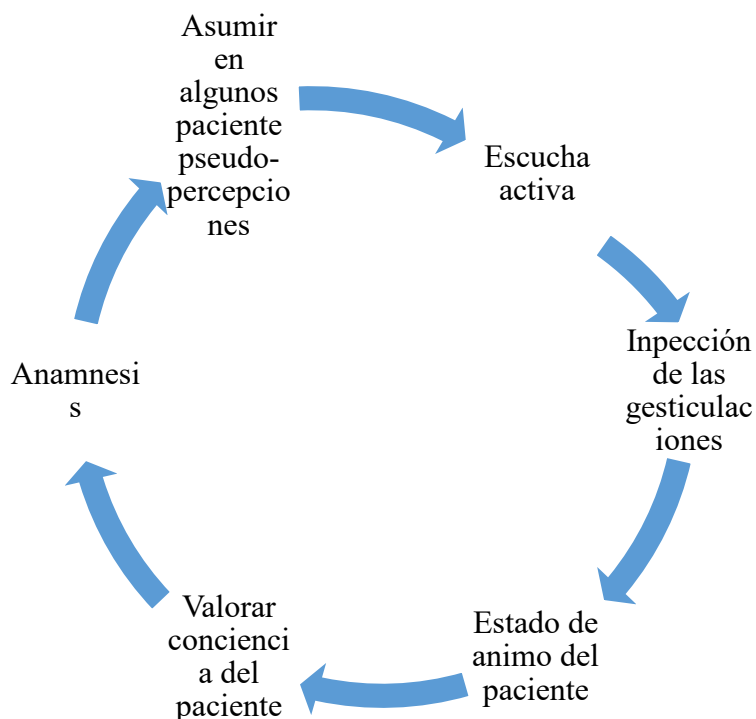 Asumir
en
algunos
paciente
pseudo-
percepcio
nes
Escucha
activa
Inpección
de las
gesticulac
iones
Estado de
animo del
paciente
Valorar
concienci
a del
paciente
Anamnesi
s